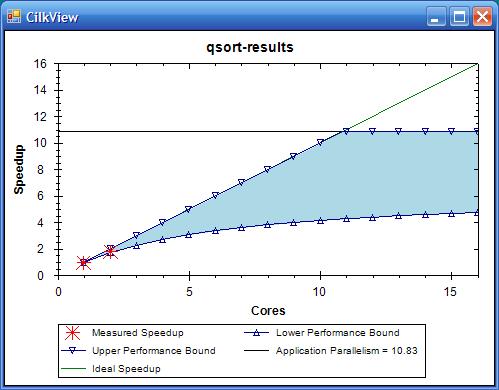 CilkView
qsort-results
16
14
12
10
8
6
4
2
0
Speedup
0 5 10 15
Cores
Measured Speedup Lower Performance Bound
Upper Performance Bound Application Parallelism = 10.83
Ideal Speedup